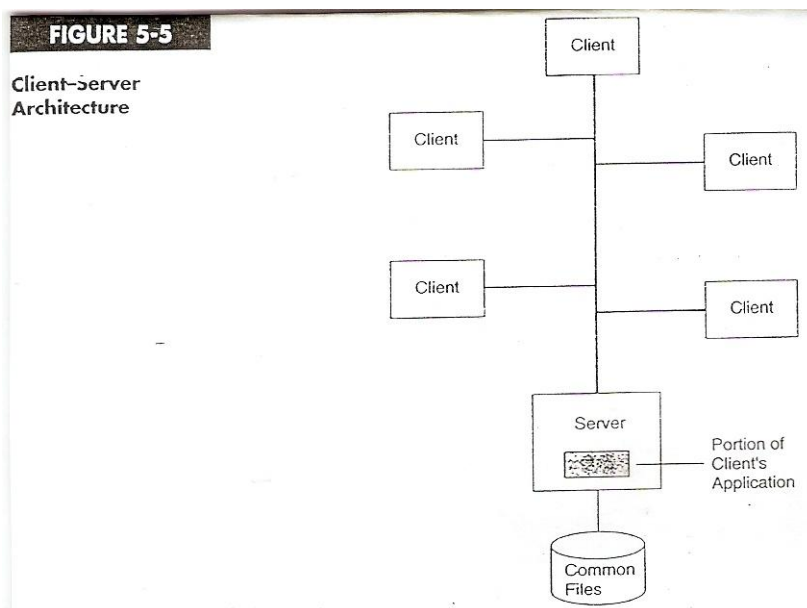 FIGURE 5-5
Client–Server
Architecture
Client
Client
Client
Client
Client
Server
Portion of
Client's
Application
Common
Files